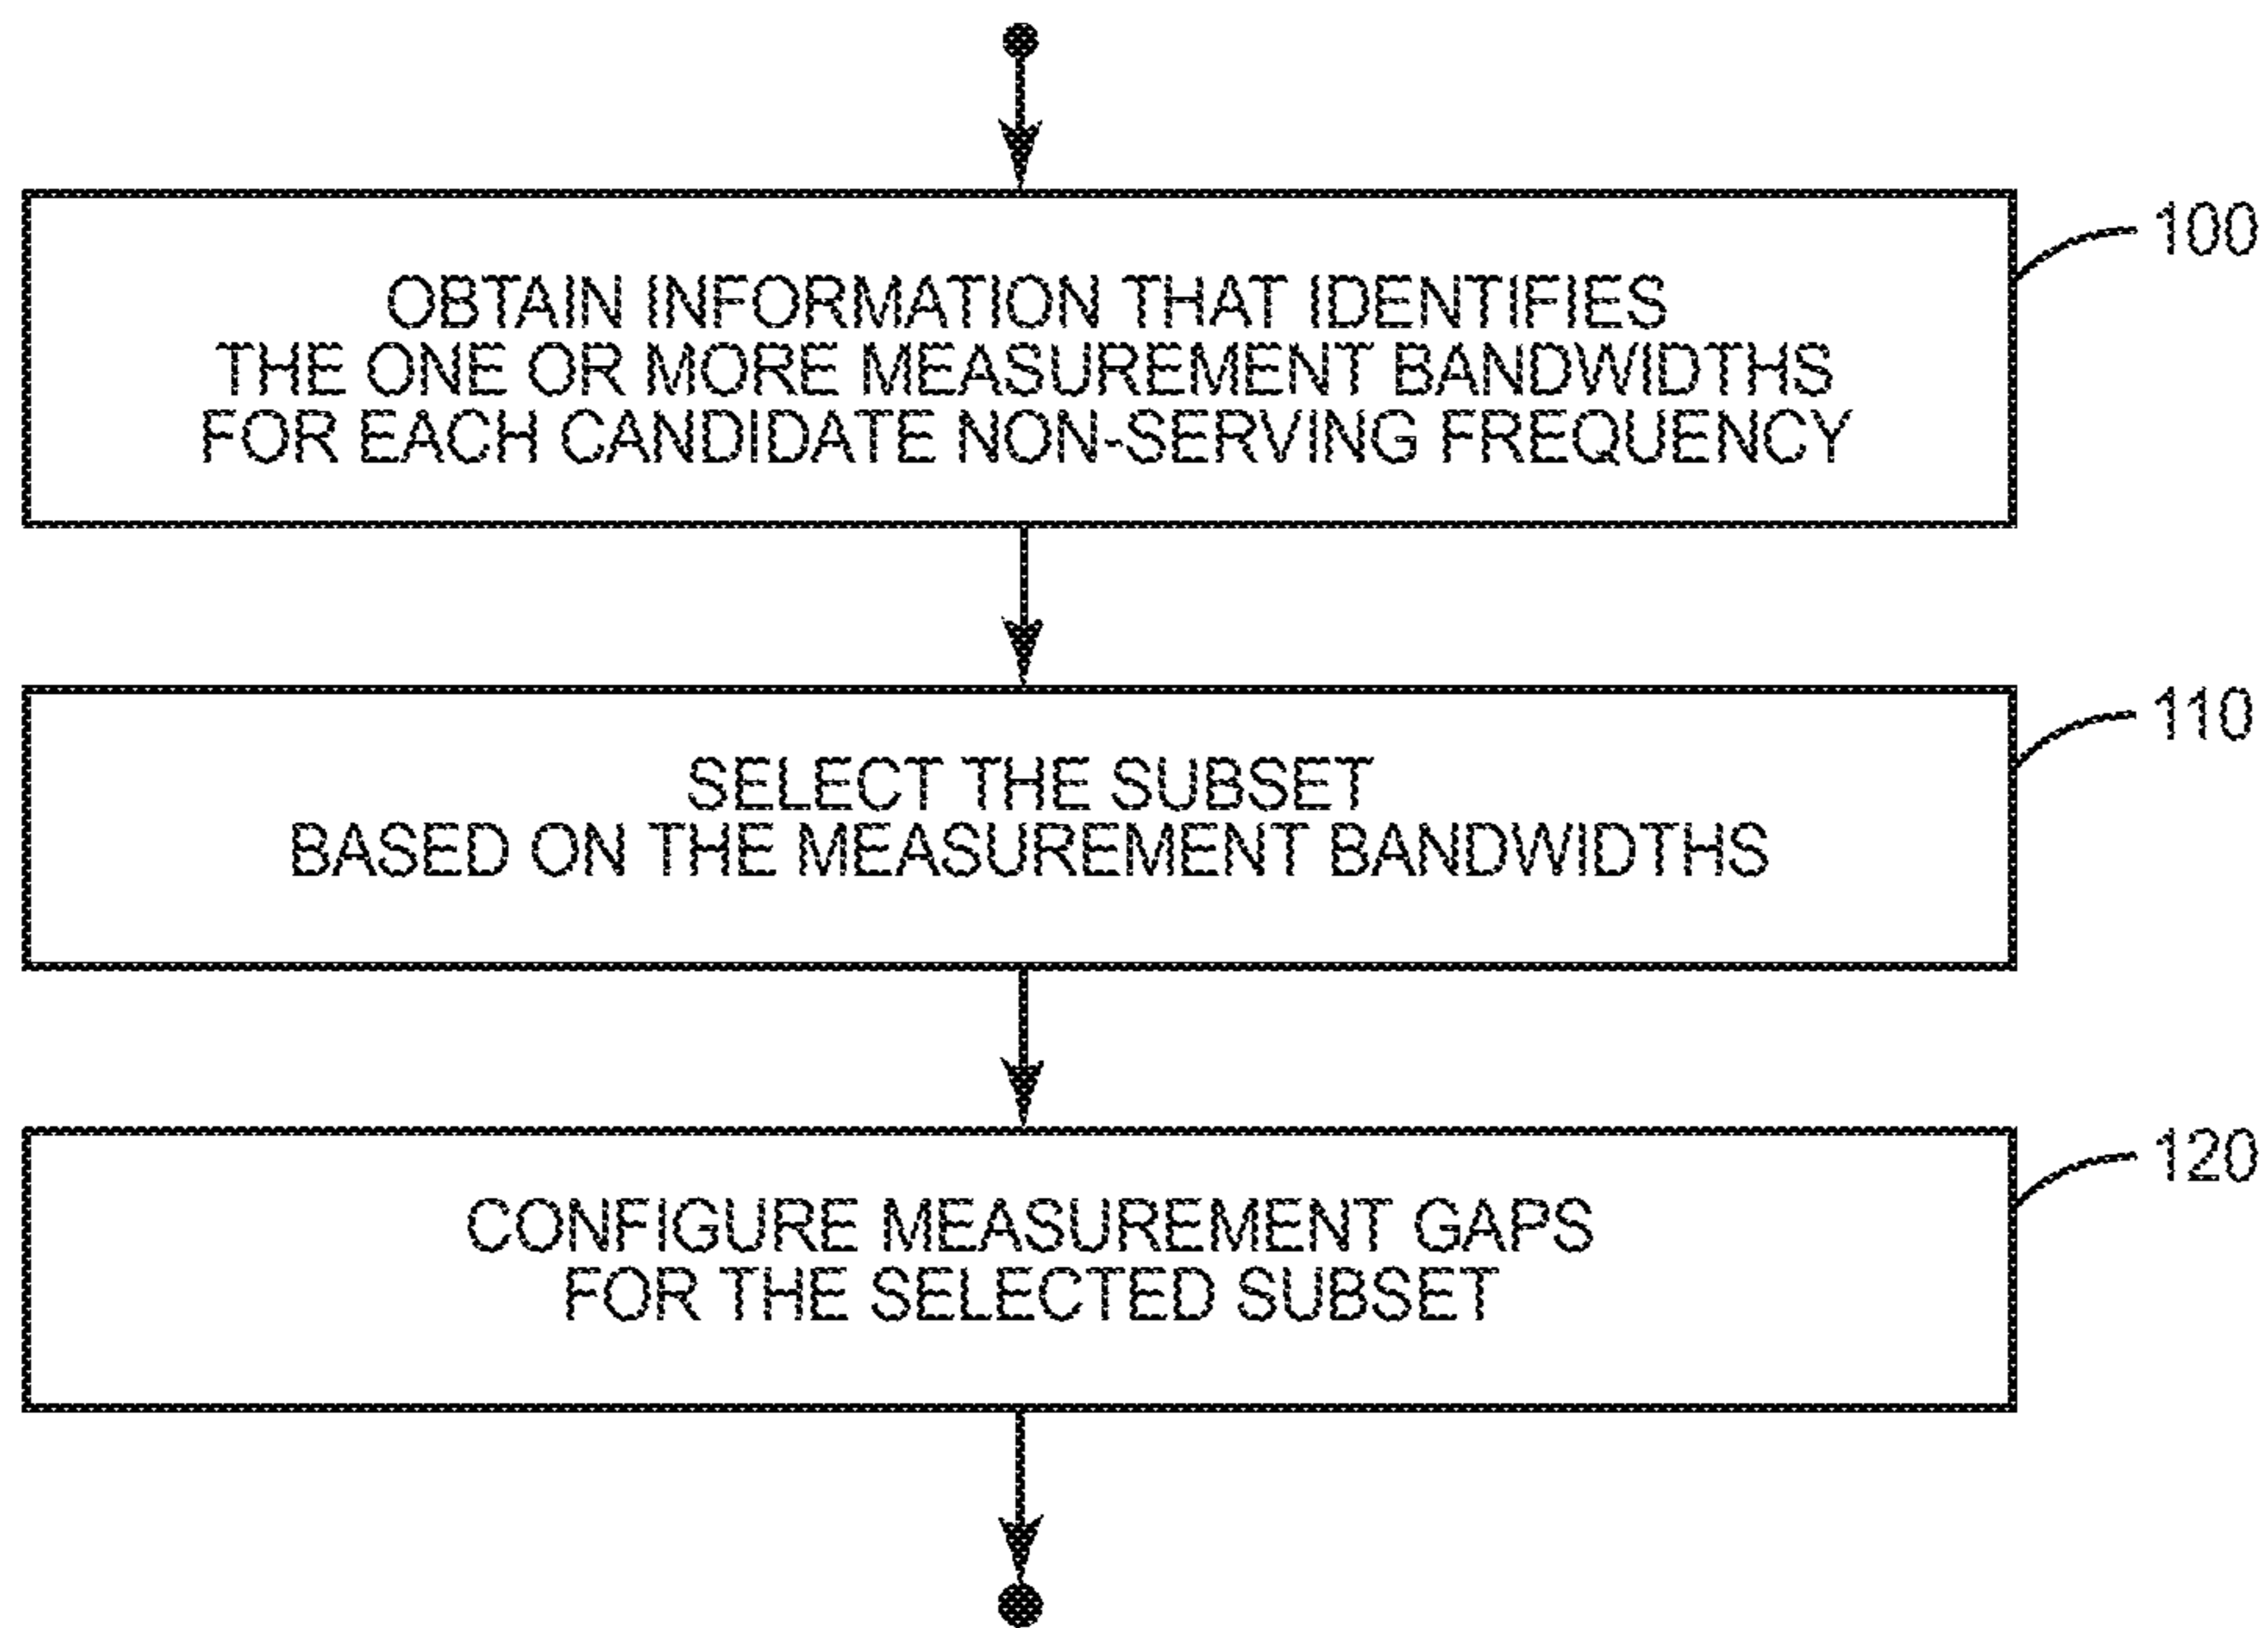 100
OBTAIN INFORMATION THAT IDENTIFIES
THE ONE OR MORE MEASUREMENT BANDWIDTHS
FOR EACH CANDIDATE NON-SERVING FREQUENCY
110
SELECT THE SUBSET
BASED ON THE MEASUREMENT BANDWIDTHS
120
CONFIGURE MEASUREMENT GAPS
FOR THE SELECTED SUBSET